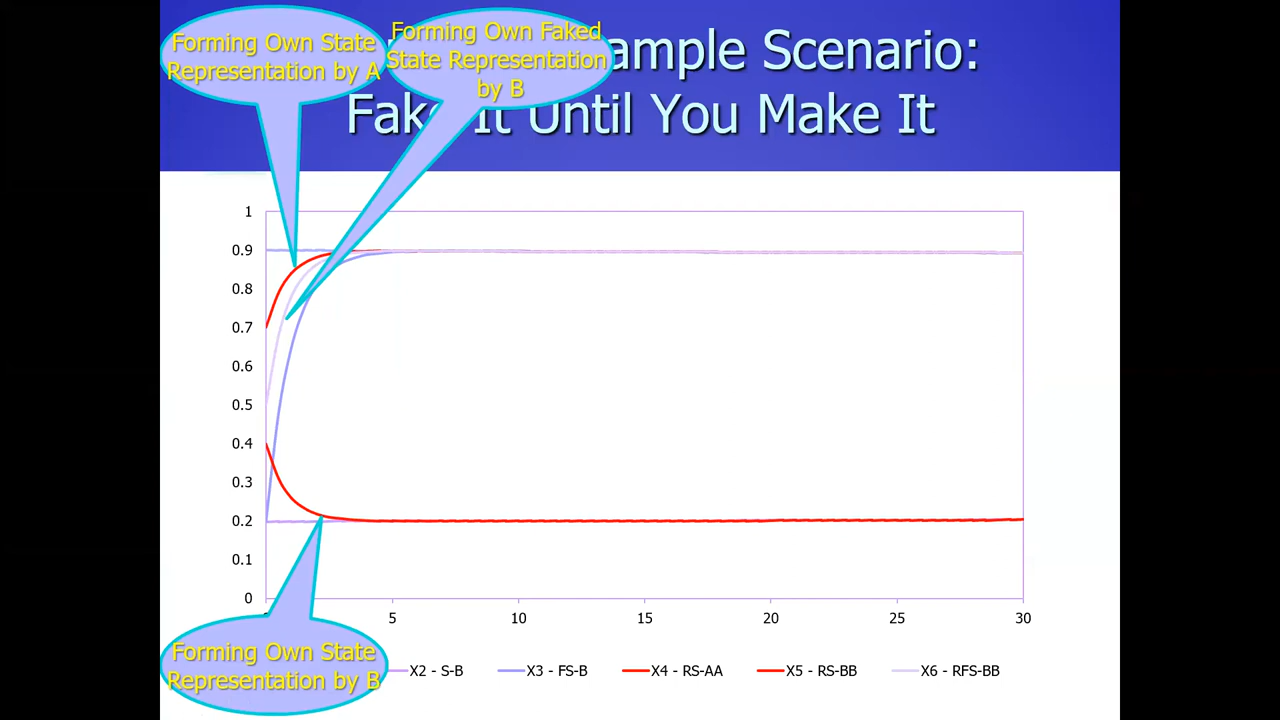 Forming Own State
Representation by A
Forming Own Faked
State Representation
by B
ample Scenario:
Fake It Until You Make It
1
0.9
0.8
0.7
0.6
0.5
0.4
0.3
0.2
0.1
0
5
10
15
20
25
30
Forming Own State
Representation by B
X2 - S-B
X3 - FS-B
X4 - RS-AA
X5 - RS-BB
X6 - RFS-BB